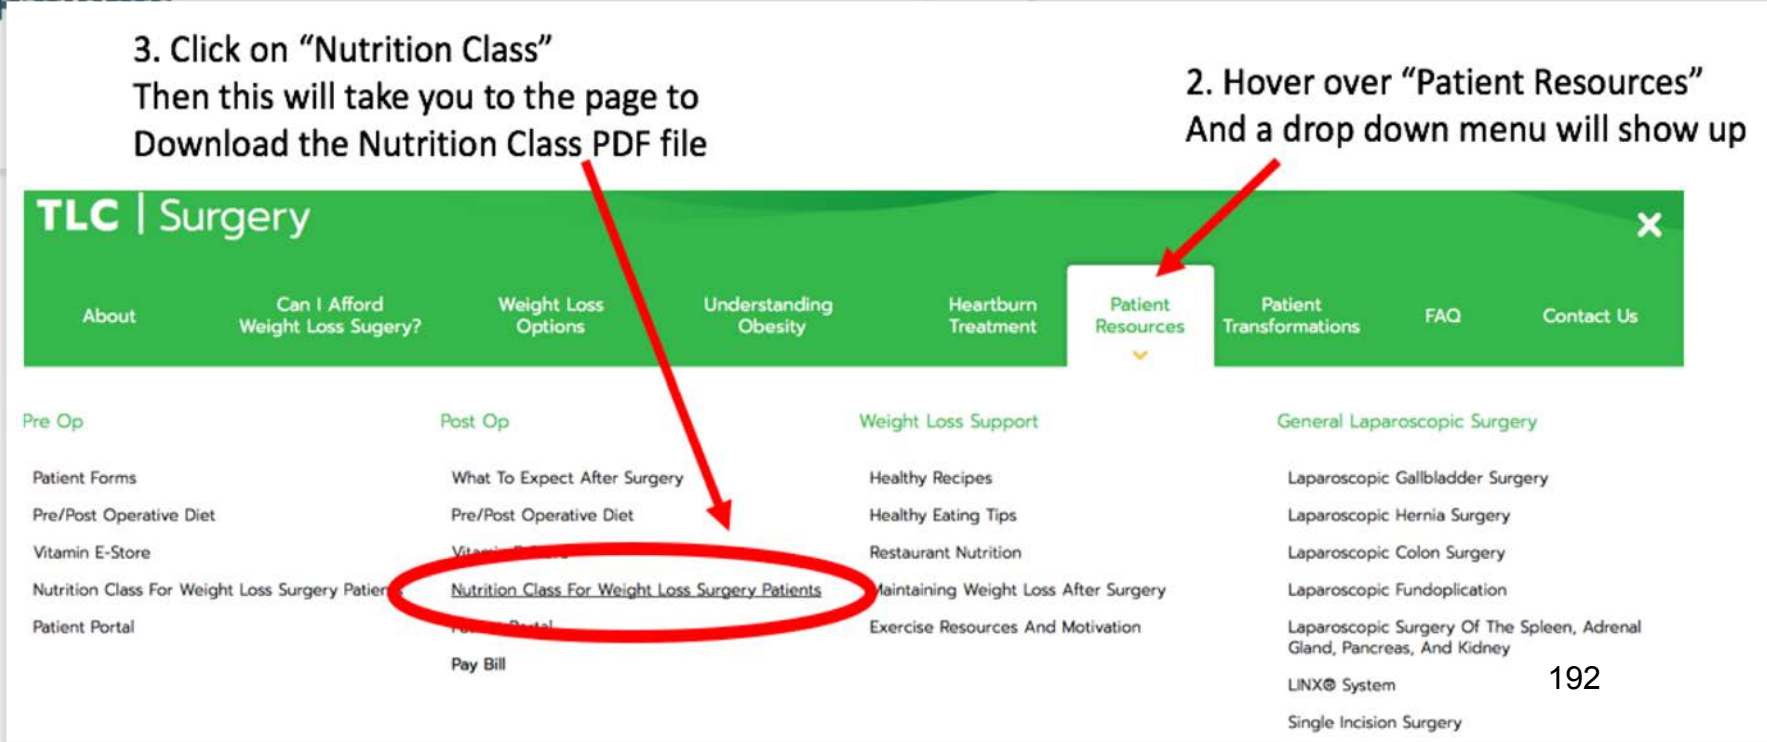 3. Click on “Nutrition Class”
Then this will take you to the page to
Download the Nutrition Class PDF file
2. Hover over “Patient Resources”
And a drop down menu will show up
TLC | Surgery
About
Can I Afford
Weight Loss Sugery?
Weight Loss
Options
Understanding
Obesity
Heartburn
Treatment
Patient
Resources
Patient
Transformations
FAQ
Contact Us
Pre Op
Patient Forms
Pre/Post Operative Diet
Vitamin E-Store
Nutrition Class For Weight Loss Surgery Patients
Patient Portal
Post Op
What To Expect After Surgery
Pre/Post Operative Diet
Nutrition Class For Weight Loss Surgery Patients
Pay Bill
Weight Loss Support
Healthy Recipes
Healthy Eating Tips
Restaurant Nutrition
Maintaining Weight Loss After Surgery
Exercise Resources And Motivation
General Laparoscopic Surgery
Laparoscopic Gallbladder Surgery
Laparoscopic Hernia Surgery
Laparoscopic Colon Surgery
Laparoscopic Fundoplication
Laparoscopic Surgery Of The Spleen, Adrenal
Gland, Pancreas, And Kidney
LINX® System
Single Incision Surgery
192